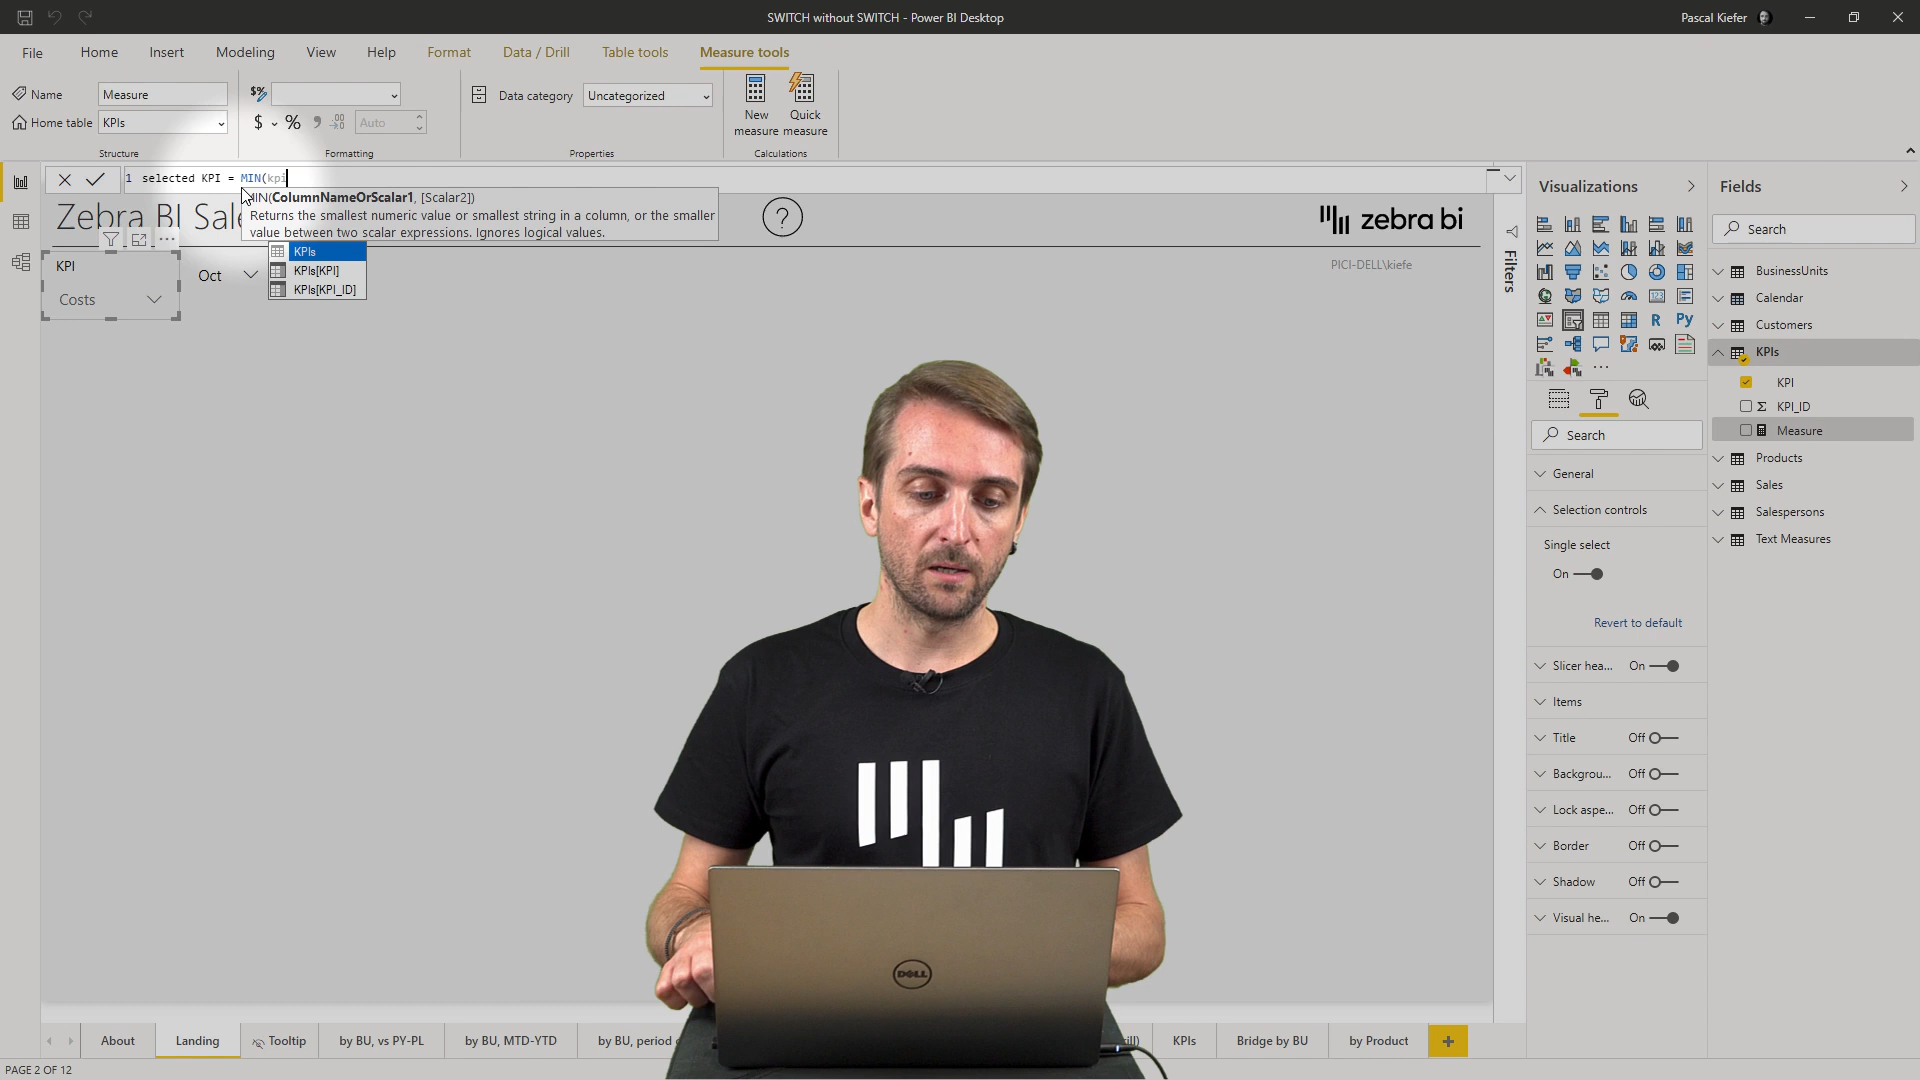 SWITCH without SWITCH - Power BI Desktop
Pascal Kiefer
File Home Insert Modeling View Help Format Data / Drill Table tools Measure tools
Name Measure
Home table KPIs
Structure
$%
$ % Auto
Formatting
Data category Uncategorized
Properties
New measure
Quick measure
Calculations
1 selected KPI = MIN(kpi
MIN(ColumnNameOrScalar1, [Scalar2])
Returns the smallest numeric value or smallest string in a column, or the smaller
value between two scalar expressions. Ignores logical values.
KPIs
KPIs[KPI]
KPIs[KPI_ID]
Zebra BI Sal
?
zebra bi
PICI-DELL\kiefe
KPI
Costs
Oct
Filters
Visualizations
R Py
Search
General
Selection controls
Single select
On
Revert to default
Slicer hea... On
Items
Title Off
Backgrou... Off
Lock aspe... Off
Border Off
Shadow Off
Visual he... On
Fields
Search
BusinessUnits
Calendar
Customers
KPIs
KPI
KPI_ID
Measure
Products
Sales
Salespersons
Text Measures
DELL
About Landing Tooltip by BU, vs PY-PL by BU, MTD-YTD by BU, period KPIs Bridge by BU by Product +
PAGE 2 OF 12